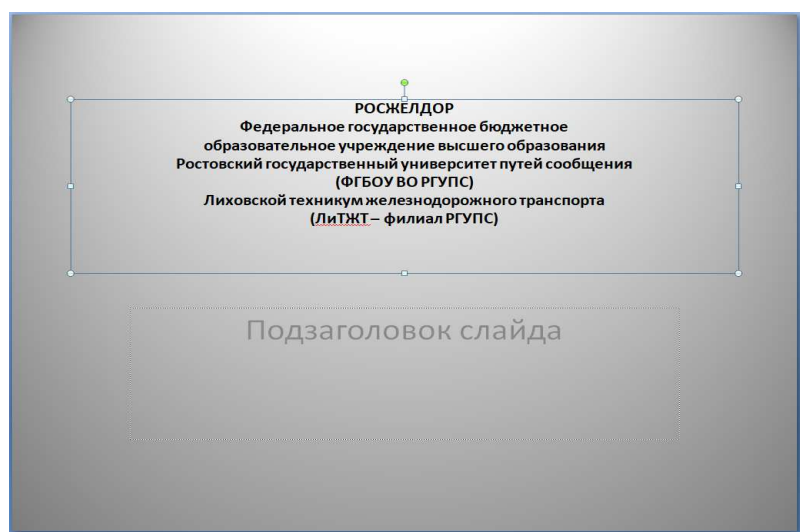 РОСЖЕЛДОР
Федеральное государственное бюджетное
образовательное учреждение высшего образования
Ростовский государственный университет путей сообщения
(ФГБОУ ВО РГУПС)
Лиховской техникум железнодорожного транспорта
(ЛиТЖТ – филиал РГУПС)
Подзаголовок слайда